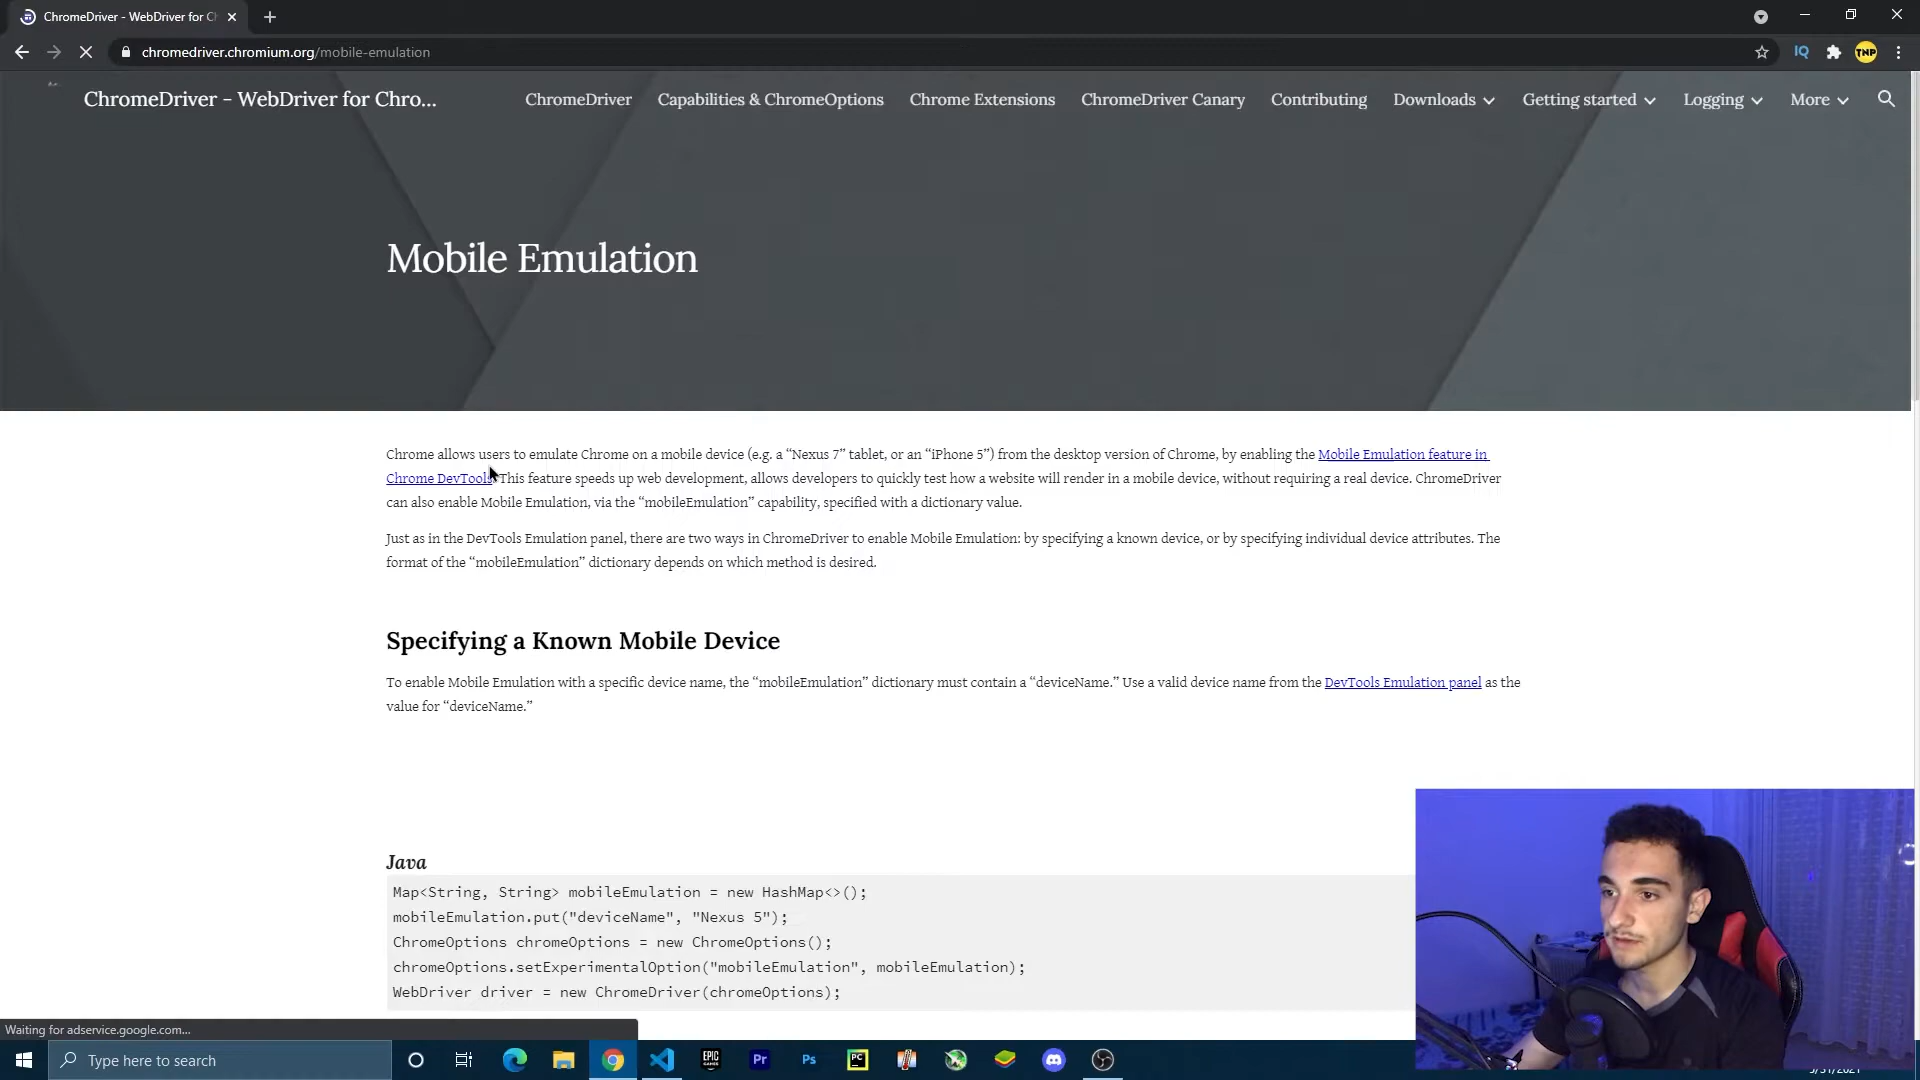 ChromeDriver - WebDriver for Ch
chromedriver.chromium.org/mobile-emulation
IQ
TNP
ChromeDriver - WebDriver for Chro...
ChromeDriver
Capabilities & ChromeOptions
Chrome Extensions
ChromeDriver Canary
Contributing
Downloads
Getting started
Logging
More
Mobile Emulation
Chrome allows users to emulate Chrome on a mobile device (e.g. a “Nexus 7” tablet, or an “iPhone 5”) from the desktop version of Chrome, by enabling the Mobile Emulation feature in
Chrome DevTools. This feature speeds up web development, allows developers to quickly test how a website will render in a mobile device, without requiring a real device. ChromeDriver
can also enable Mobile Emulation, via the “mobileEmulation” capability, specified with a dictionary value.
Just as in the DevTools Emulation panel, there are two ways in ChromeDriver to enable Mobile Emulation: by specifying a known device, or by specifying individual device attributes. The
format of the “mobileEmulation” dictionary depends on which method is desired.
Specifying a Known Mobile Device
To enable Mobile Emulation with a specific device name, the “mobileEmulation” dictionary must contain a “deviceName.” Use a valid device name from the DevTools Emulation panel as the
value for “deviceName.”
Java
Map<String, String> mobileEmulation = new HashMap<>();
mobileEmulation.put("deviceName", "Nexus 5");
ChromeOptions chromeOptions = new ChromeOptions();
chromeOptions.setExperimentalOption("mobileEmulation", mobileEmulation);
WebDriver driver = new ChromeDriver(chromeOptions);
Waiting for adservice.google.com...
Type here to search
EPIC GAMES
Pr
Ps
PC